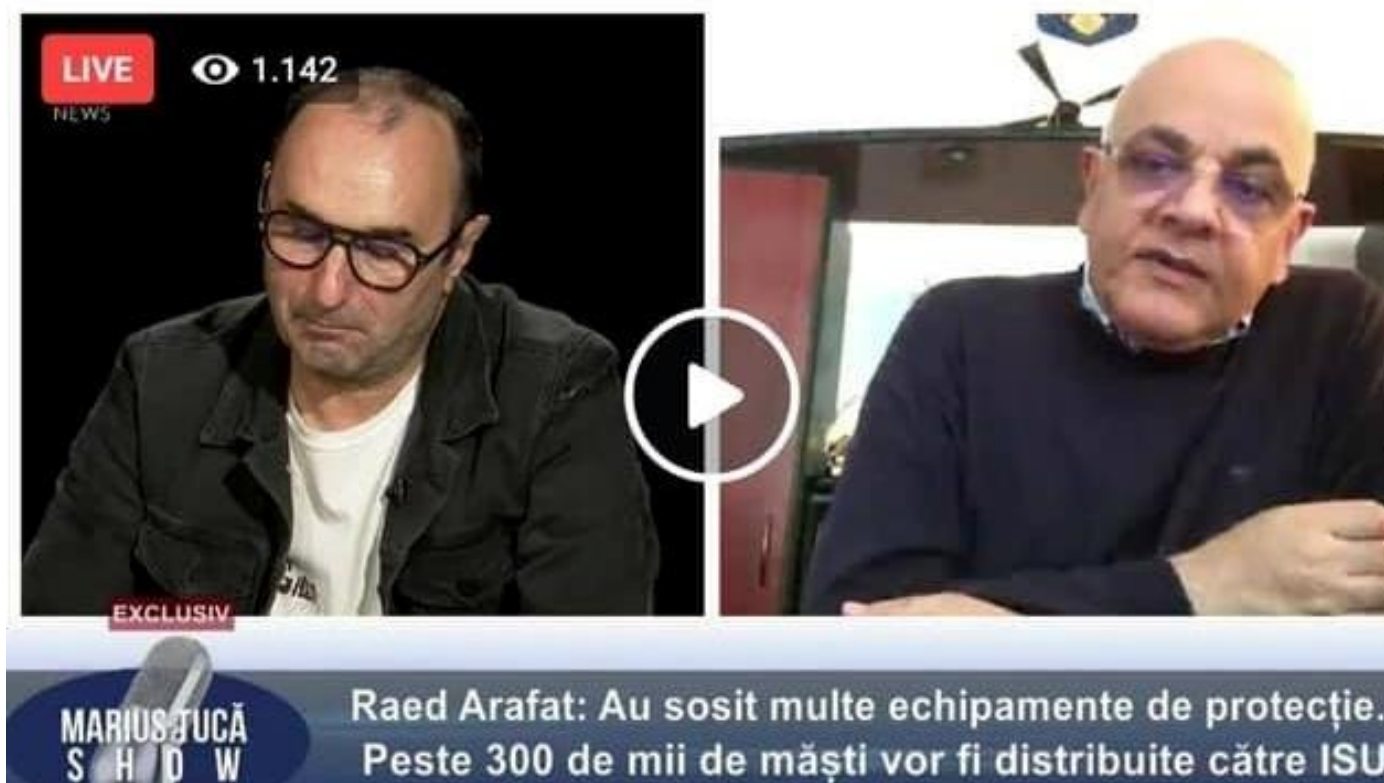 LIVE
1.142
NEWS
EXCLUSIV
MARIUS TUCĂ
SHOW
Raed Arafat: Au sosit multe echipamente de protecție.
Peste 300 de mii de măști vor fi distribuite către ISU